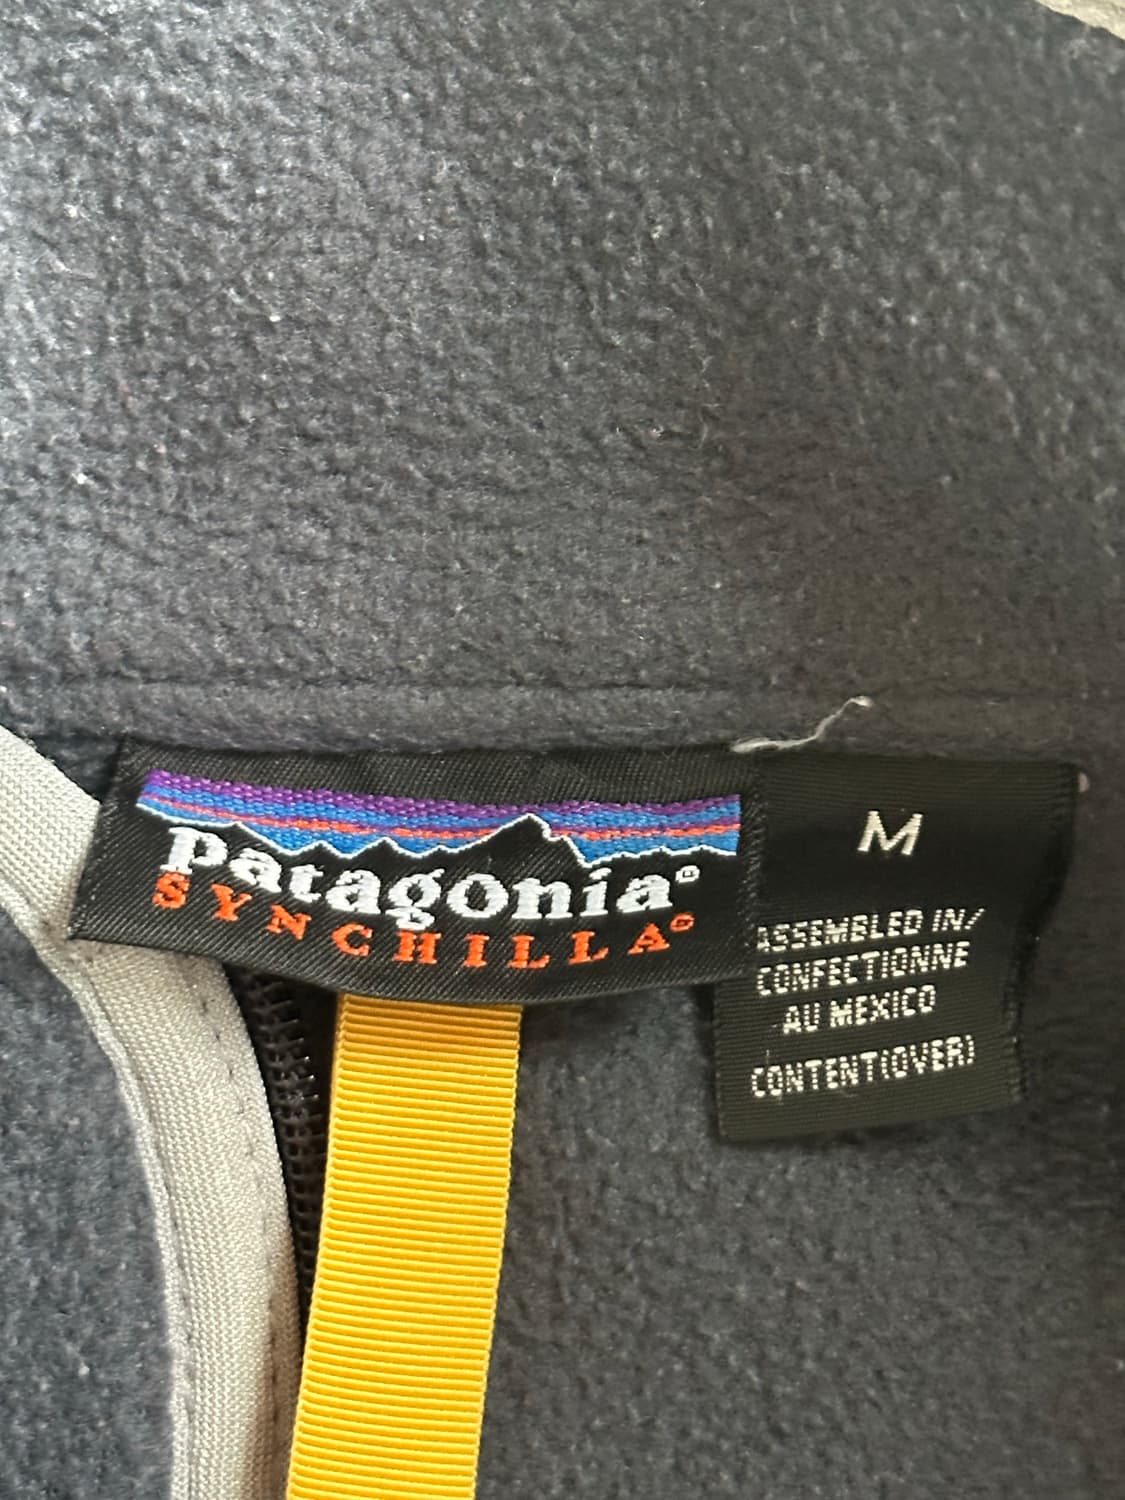 patagonia®
SYNCHILLA®
M
ASSEMBLED IN/
CONFECTIONNE
AU MEXICO
CONTENT(OVER)